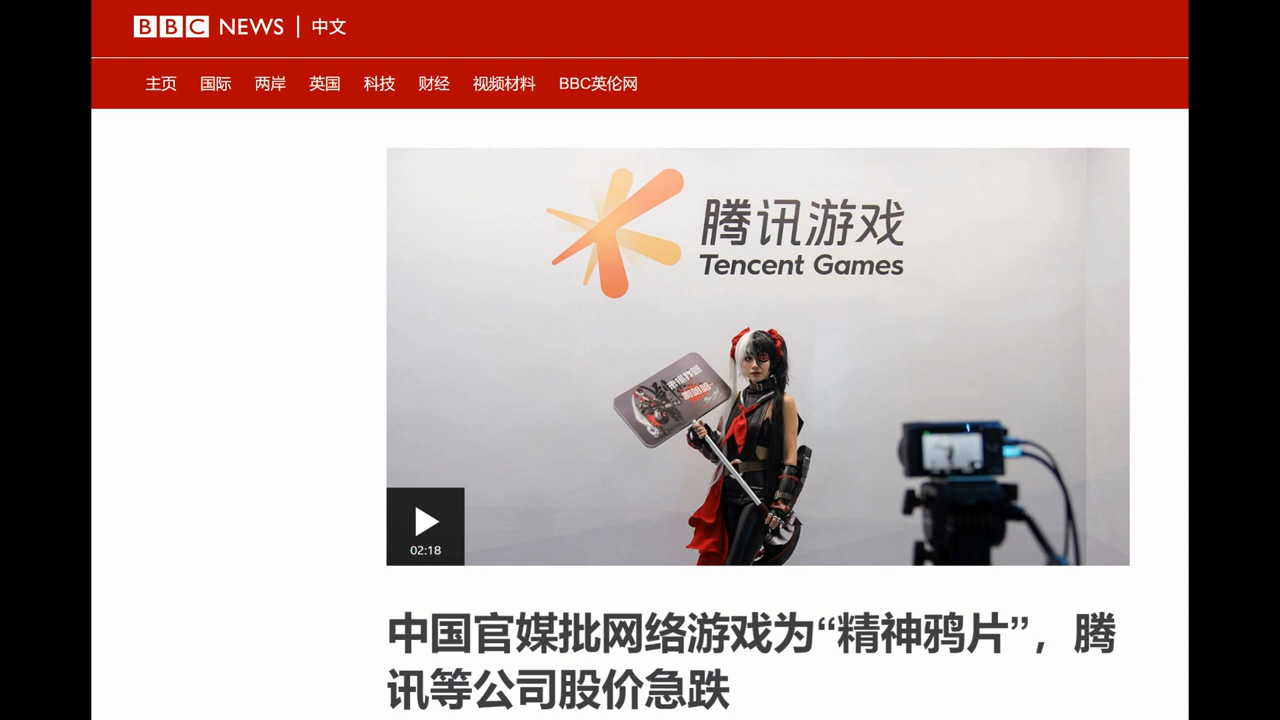 BBC NEWS | 中文
主页 国际 两岸 英国 科技 财经 视频材料 BBC英伦网
腾讯游戏
Tencent Games
02:18
中国官媒批网络游戏为“精神鸦片”，腾
讯等公司股价急跌